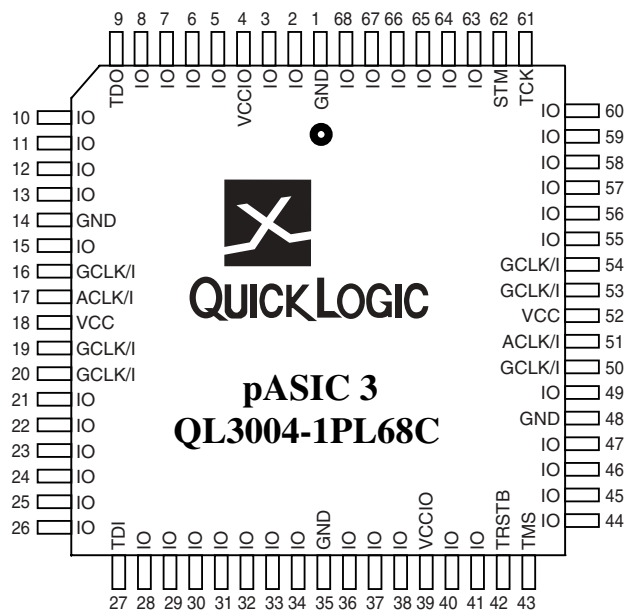 9 8 7 6 5 4 3 2 1 68 67 66 65 64 63 62 61
TDO IO IO IO IO VCCIO IO IO GND IO IO IO IO IO IO STM TCK
10 IO
11 IO
12 IO
13 IO
14 GND
15 IO
16 GCLK/I
17 ACLK/I
18 VCC
19 GCLK/I
20 GCLK/I
21 IO
22 IO
23 IO
24 IO
25 IO
26 IO
QUICKLOGIC
pASIC 3
QL3004-1PL68C
IO 60
IO 59
IO 58
IO 57
IO 56
IO 55
GCLK/I 54
GCLK/I 53
VCC 52
ACLK/I 51
GCLK/I 50
IO 49
GND 48
IO 47
IO 46
IO 45
IO 44
TDI IO IO IO IO IO IO IO GND IO IO IO VCCIO IO IO TRSTB TMS
27 28 29 30 31 32 33 34 35 36 37 38 39 40 41 42 43